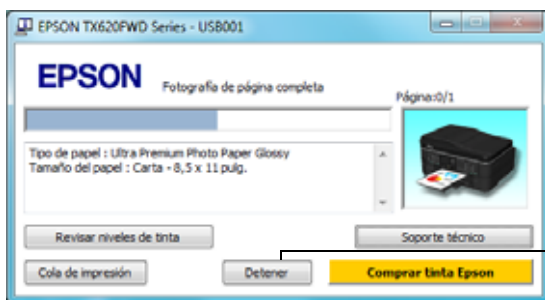 EPSON TX620FWD Series - USB001
EPSON
Fotografía de página completa
Página:0/1
Tipo de papel : Ultra Premium Photo Paper Glossy
Tamaño del papel : Carta - 8,5 x 11 pulg.
Revisar niveles de tinta
Soporte técnico
Cola de impresión
Detener
Comprar tinta Epson